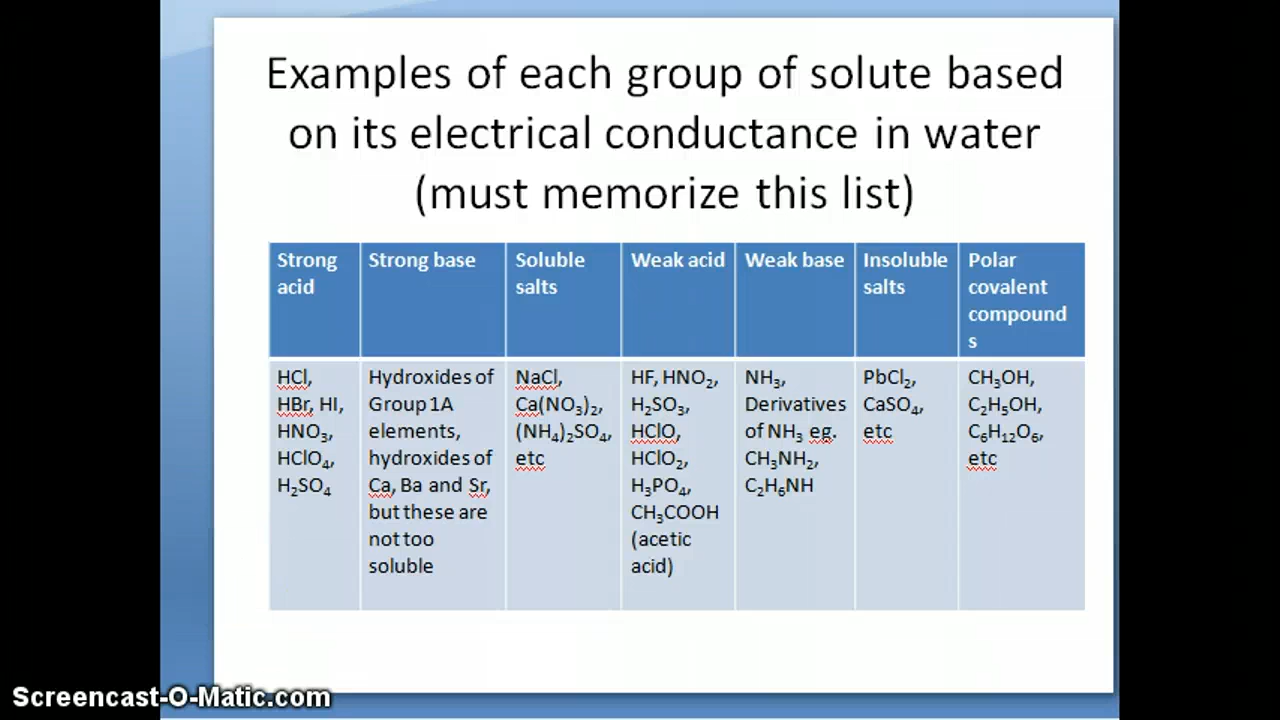 Examples of each group of solute based
on its electrical conductance in water
(must memorize this list)
Strong
acid
Strong base
Soluble
salts
Weak acid
Weak base
Insoluble
salts
Polar
covalent
compound
s
HCl,
HBr, HI,
HNO₃,
HClO₄,
H₂SO₄
Hydroxides of
Group 1A
elements,
hydroxides of
Ca, Ba and Sr,
but these are
not too
soluble
NaCl,
Ca(NO₃)₂,
(NH₄)₂SO₄,
etc
HF, HNO₂,
H₂SO₃,
HClO,
HClO₂,
H₃PO₄,
CH₃COOH
(acetic
acid)
NH₃,
Derivatives
of NH₃ eg.
CH₃NH₂,
C₂H₆NH
PbCl₂,
CaSO₄,
etc
CH₃OH,
C₂H₅OH,
C₆H₁₂O₆,
etc
Screencast-O-Matic.com